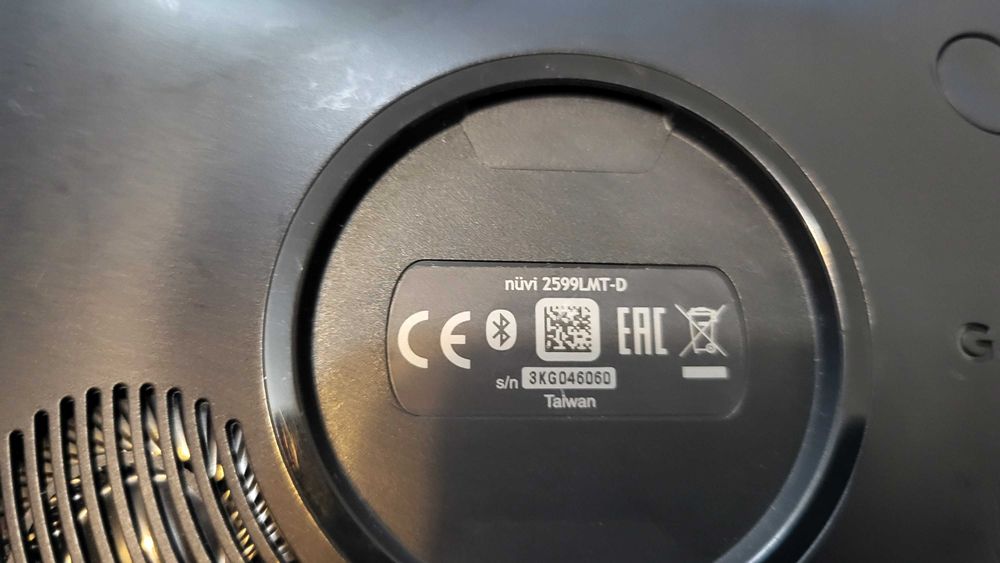 nüvi 2599LMT-D
CE EAC
s/n 3KG046060
Taiwan
G